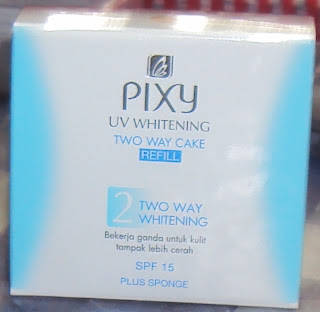 PIXY
UV WHITENING
TWO WAY CAKE
REFILL
2 TWO WAY
WHITENING
Bekerja ganda untuk kulit
tampak lebih cerah
SPF 15
PLUS SPONGE